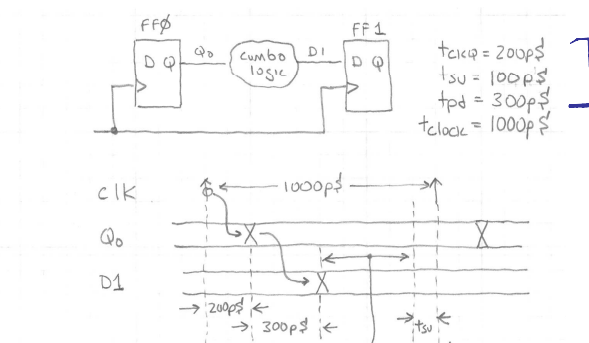 FFØ
FF1
D Q
Q₀
combo
logic
D1
D Q
tclkQ = 200pS
tsu = 100pS
tpd = 300pS
tclock = 1000pS
clk
1000pS
Q₀
D1
200pS
300pS
tsu